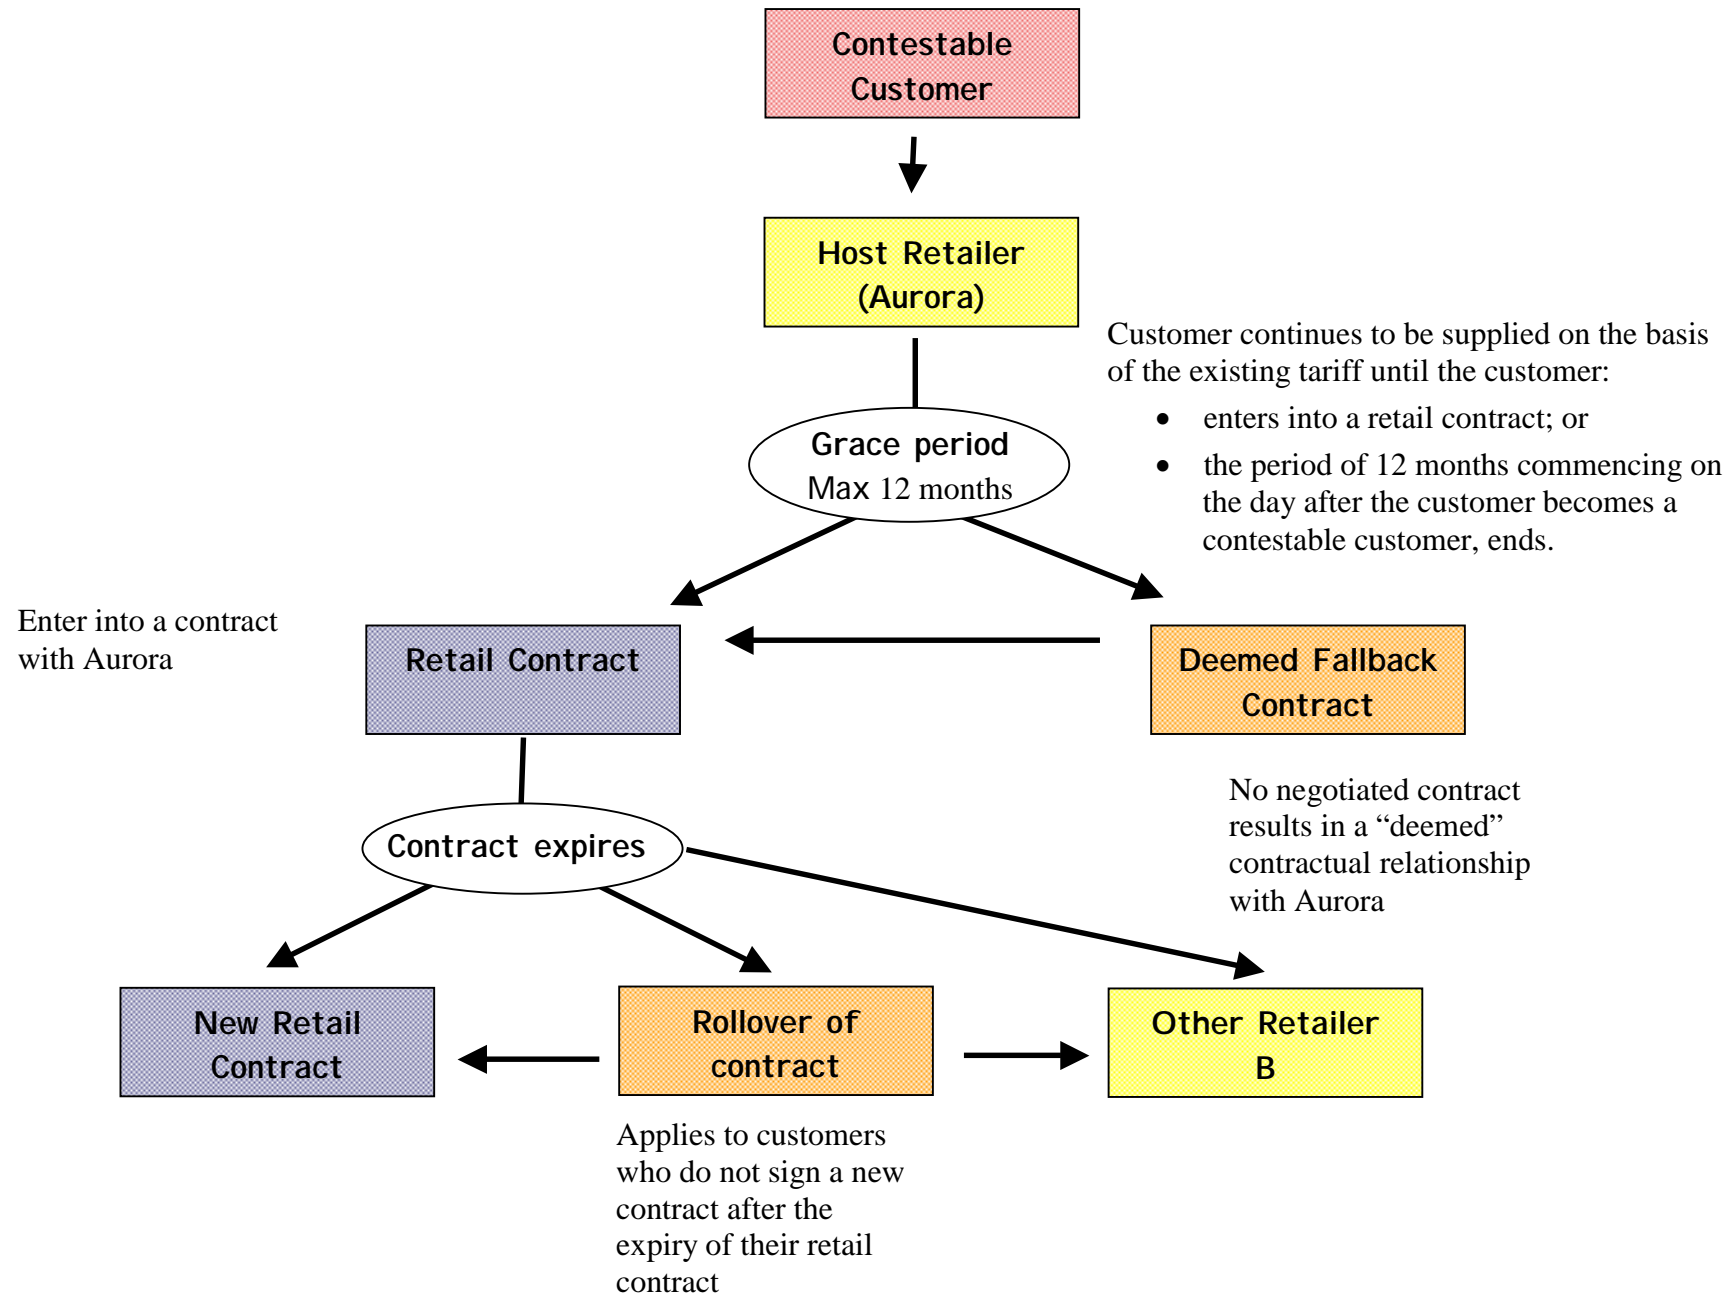 Contestable
Customer
Host Retailer
(Aurora)
Customer continues to be supplied on the basis
of the existing tariff until the customer:
• enters into a retail contract; or
• the period of 12 months commencing on
the day after the customer becomes a
contestable customer, ends.
Grace period
Max 12 months
Enter into a contract
with Aurora
Retail Contract
Deemed Fallback
Contract
No negotiated contract
results in a “deemed”
contractual relationship
with Aurora
Contract expires
New Retail
Contract
Rollover of
contract
Other Retailer
B
Applies to customers
who do not sign a new
contract after the
expiry of their retail
contract